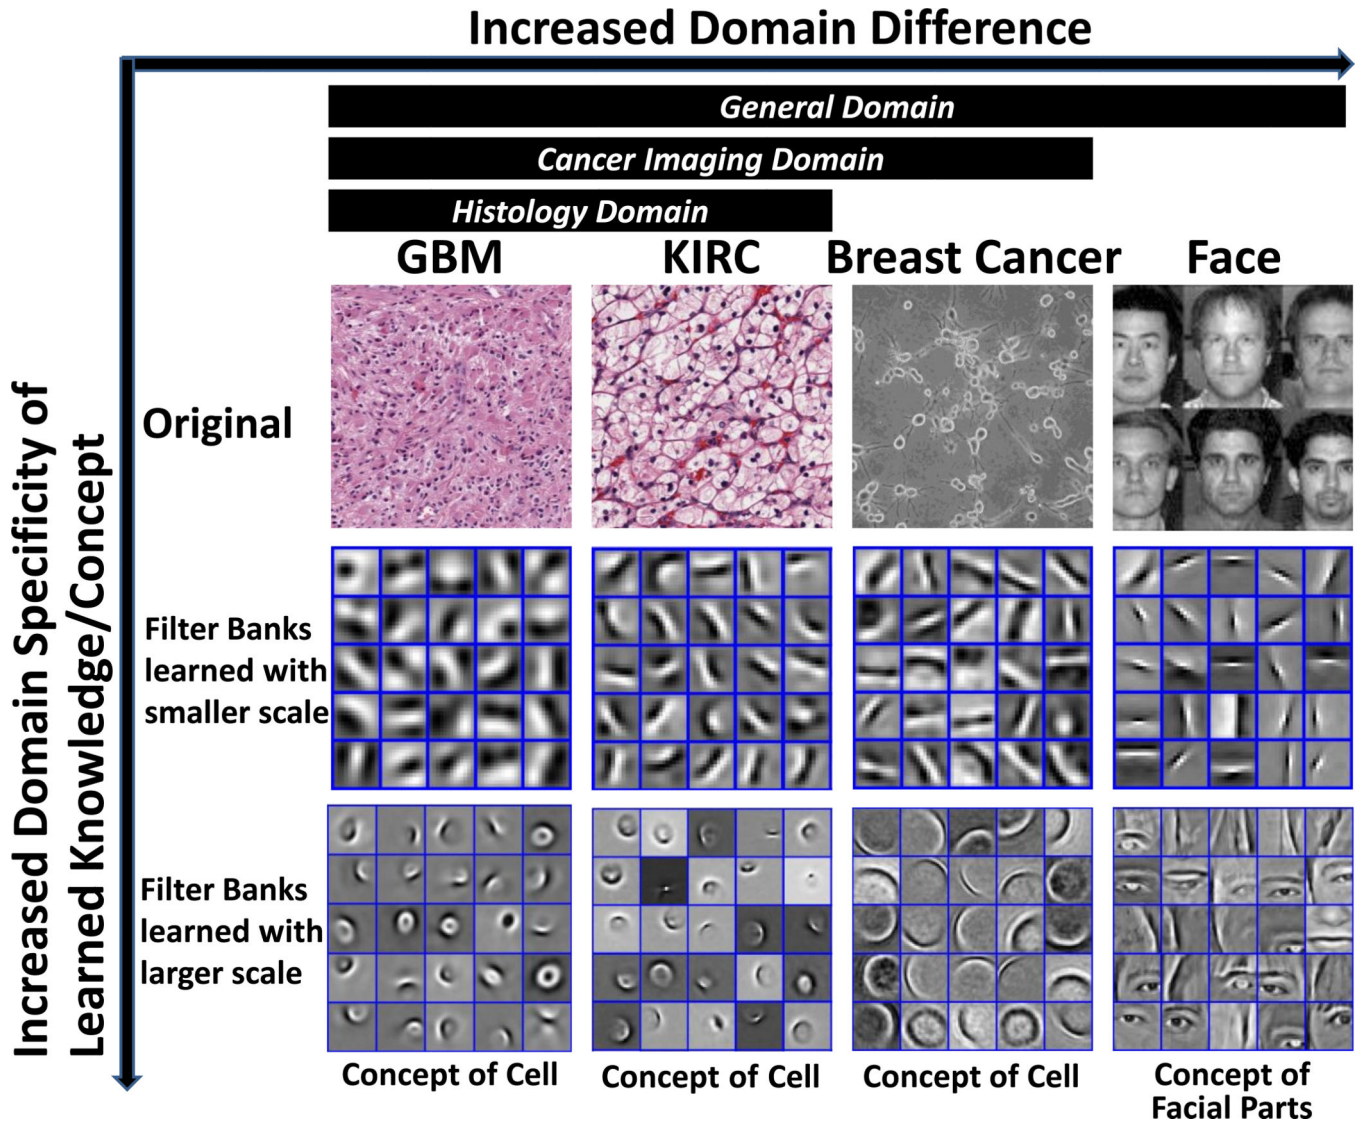 Increased Domain Difference
General Domain
Cancer Imaging Domain
Histology Domain
GBM
KIRC
Breast Cancer
Face
Increased Domain Specificity of
Learned Knowledge/Concept
Original
Filter Banks
learned with
smaller scale
Filter Banks
learned with
larger scale
Concept of Cell
Concept of Cell
Concept of Cell
Concept of
Facial Parts